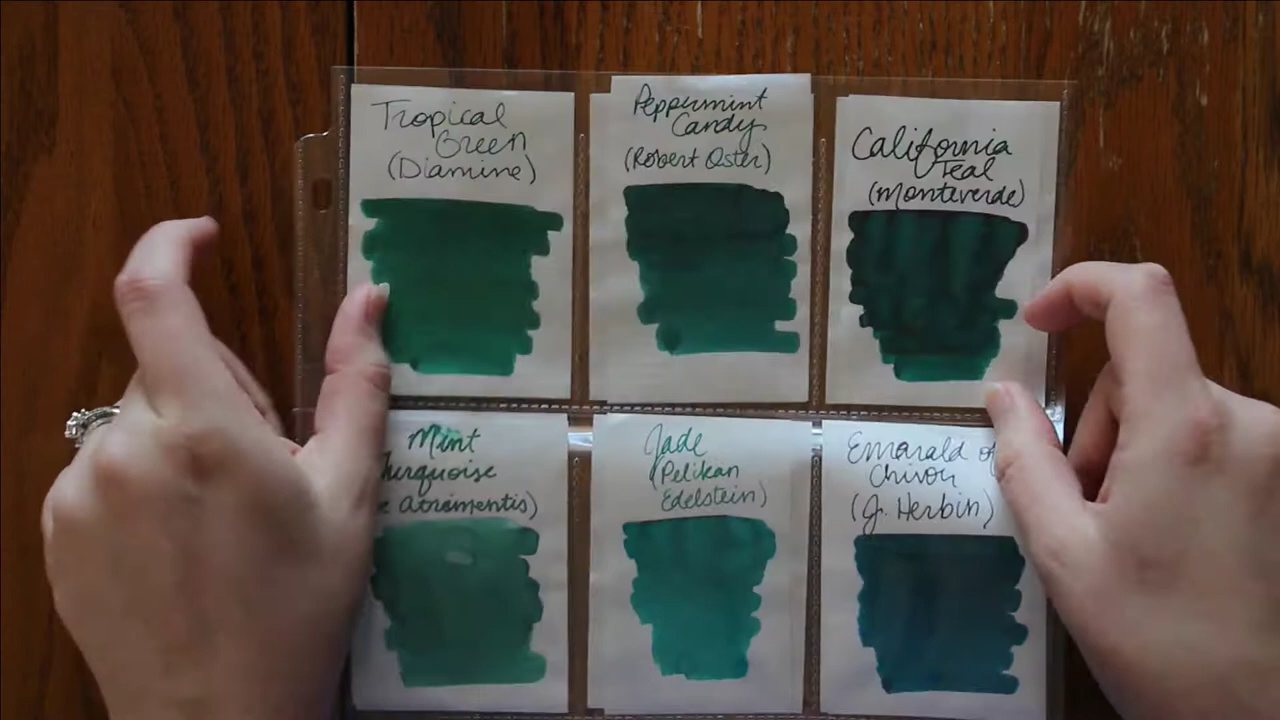 Tropical
Green
(Diamine)
Peppermint
Candy
(Robert Oster)
California
Teal
(Monteverde)
Mint
Turquoise
Atramentis)
Jade
(Pelikan
Edelstein)
Emerald of
Chivor
(J. Herbin)